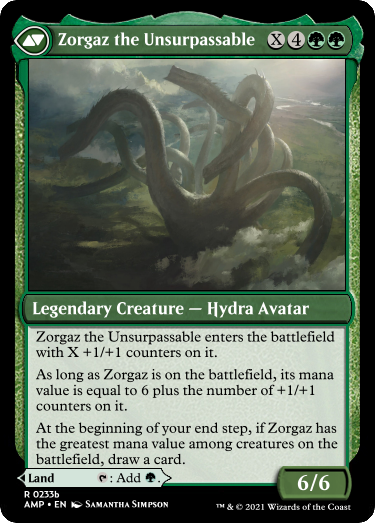 Zorgaz the Unsurpassable X 4
Legendary Creature — Hydra Avatar
Zorgaz the Unsurpassable enters the battlefield
with X +1/+1 counters on it.
As long as Zorgaz is on the battlefield, its mana
value is equal to 6 plus the number of +1/+1
counters on it.
At the beginning of your end step, if Zorgaz has
the greatest mana value among creatures on the
battlefield, draw a card.
Land : Add .
6/6
R 0233b
AMP • EN SAMANTHA SIMPSON
™ & © 2021 Wizards of the Coast